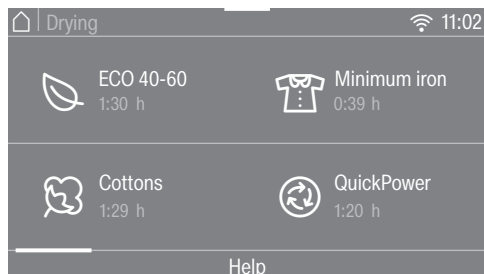 Drying 11:02
ECO 40-60 Minimum iron
1:30 h 0:39 h
Cottons QuickPower
1:29 h 1:20 h
Help